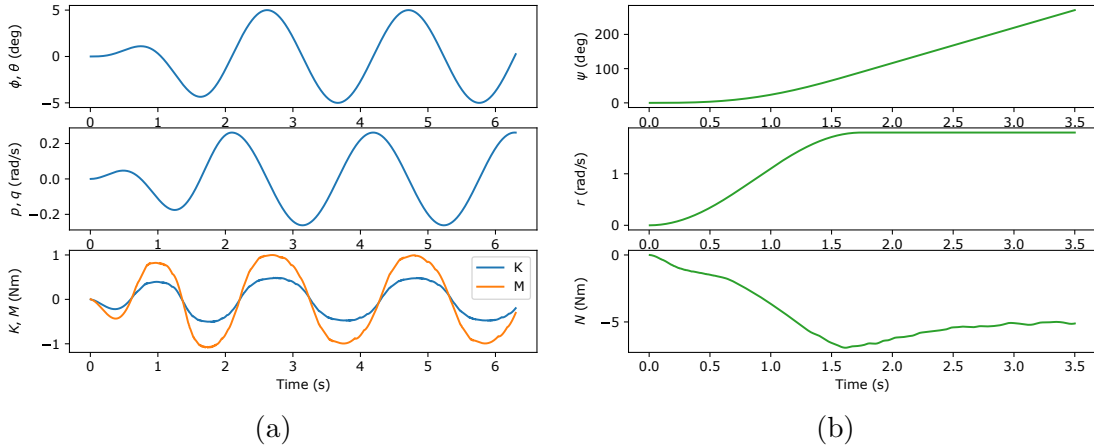 ϕ, θ (deg)
5
0
−5
0 1 2 3 4 5 6
p, q (rad/s)
0.2
0.0
−0.2
0 1 2 3 4 5 6
K, M (Nm)
1
0
−1
K
M
0 1 2 3 4 5 6
Time (s)
(a)
ψ (deg)
200
100
0
0.0 0.5 1.0 1.5 2.0 2.5 3.0 3.5
r (rad/s)
1
0
0.0 0.5 1.0 1.5 2.0 2.5 3.0 3.5
N (Nm)
0
−5
0.0 0.5 1.0 1.5 2.0 2.5 3.0 3.5
Time (s)
(b)